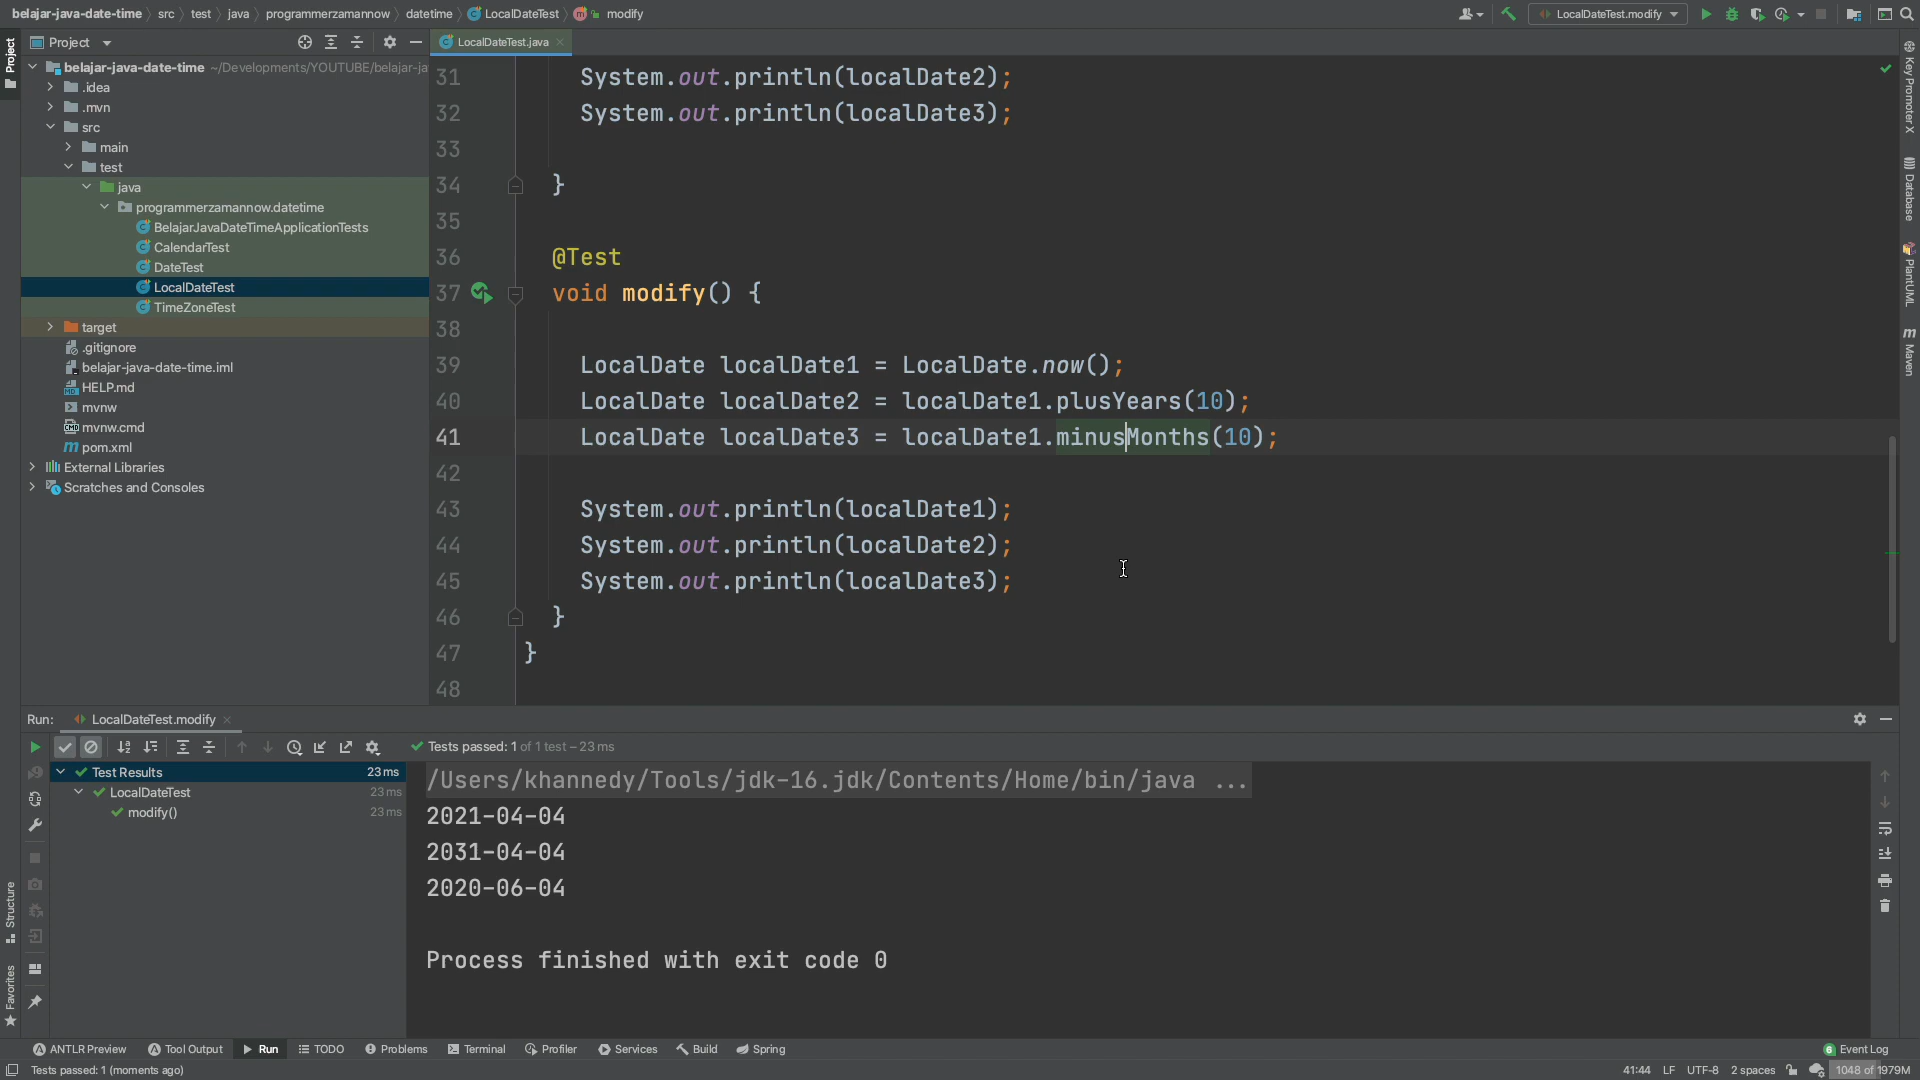 belajar-java-date-time src test java programmerzamannow datetime LocalDateTest modify
LocalDateTest.modify
Project
LocalDateTest.java
belajar-java-date-time ~/Developments/YOUTUBE/belajar-ja
.idea
.mvn
src
main
test
java
programmerzamannow.datetime
BelajarJavaDateTimeApplicationTests
CalendarTest
DateTest
LocalDateTest
TimeZoneTest
target
.gitignore
belajar-java-date-time.iml
HELP.md
mvnw
mvnw.cmd
pom.xml
External Libraries
Scratches and Consoles
31 System.out.println(localDate2);
32 System.out.println(localDate3);
33
34 }
35
36 @Test
37 void modify() {
38
39 LocalDate localDate1 = LocalDate.now();
40 LocalDate localDate2 = localDate1.plusYears(10);
41 LocalDate localDate3 = localDate1.minusMonths(10);
42
43 System.out.println(localDate1);
44 System.out.println(localDate2);
45 System.out.println(localDate3);
46 }
47 }
48
Project
Structure
Favorites
Key Promoter X
Database
PlantUML
Maven
Run: LocalDateTest.modify
Tests passed: 1 of 1 test – 23 ms
Test Results 23 ms
LocalDateTest 23 ms
modify() 23 ms
/Users/khannedy/Tools/jdk-16.jdk/Contents/Home/bin/java ...
2021-04-04
2031-04-04
2020-06-04
Process finished with exit code 0
ANTLR Preview Tool Output Run TODO Problems Terminal Profiler Services Build Spring 6 Event Log
Tests passed: 1 (moments ago) 41:44 LF UTF-8 2 spaces 1048 of 1979M